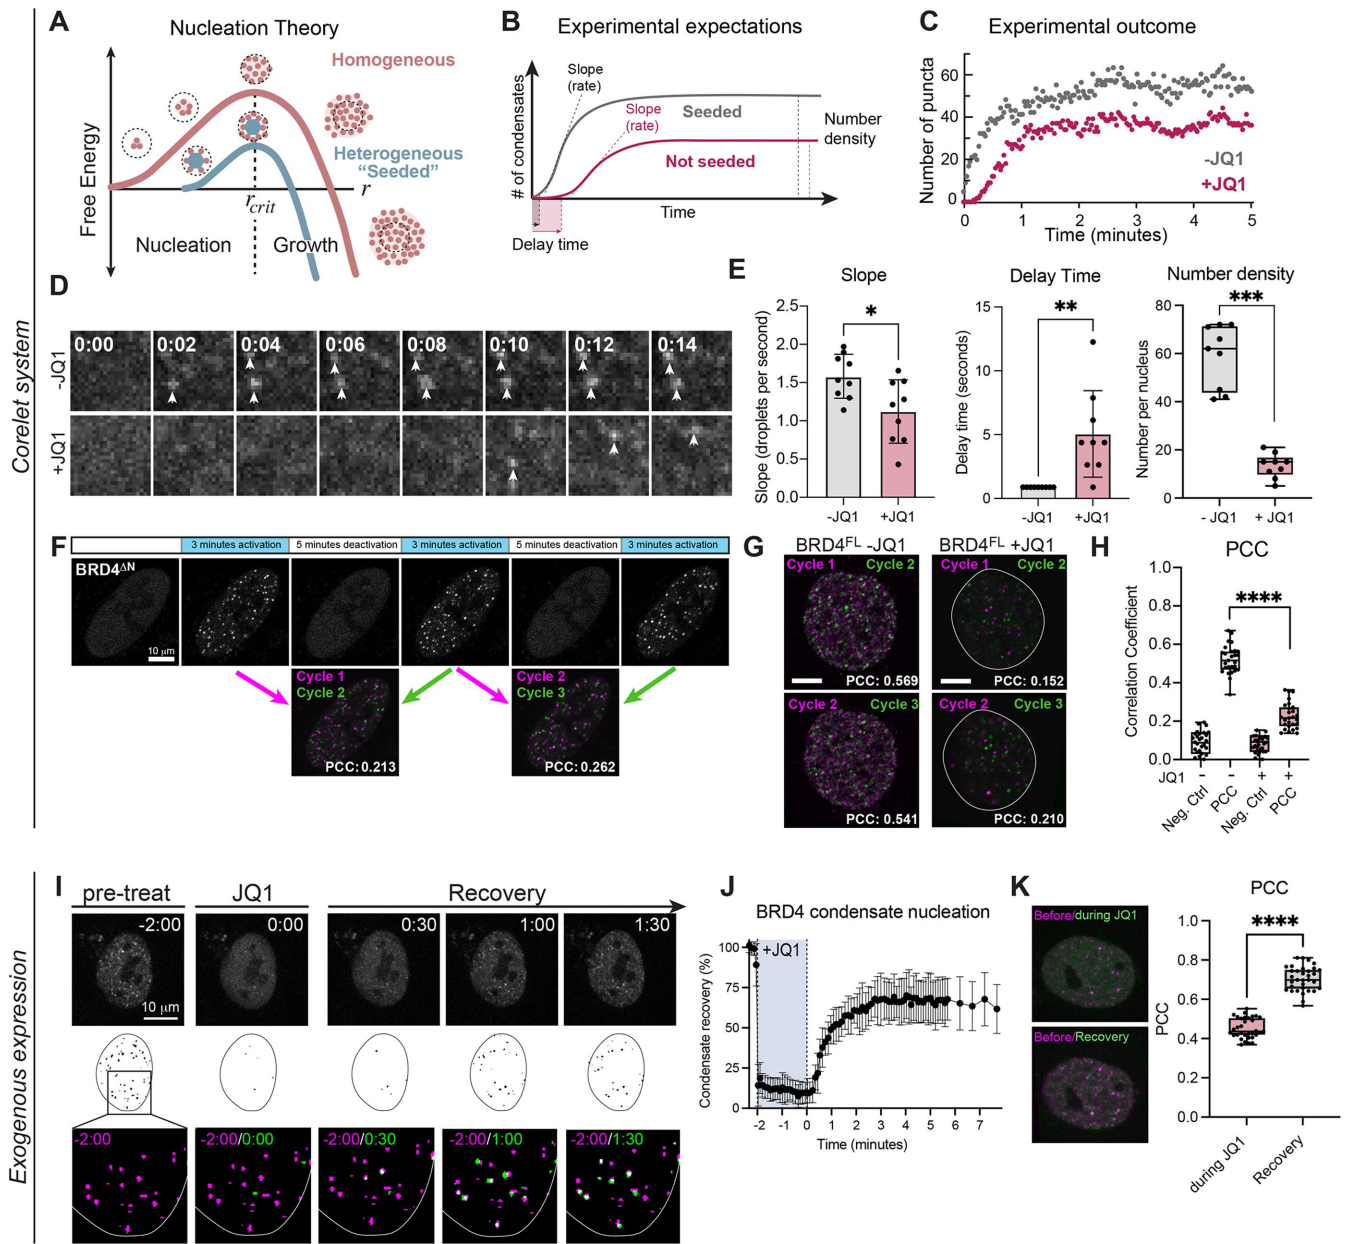 A
Nucleation Theory
Homogeneous
Heterogeneous
“Seeded”
Free Energy
r
rcrit
Nucleation
Growth
B
Experimental expectations
# of condensates
Slope
(rate)
Slope
(rate)
Seeded
Not seeded
Number
density
Time
Delay time
C
Experimental outcome
Number of puncta
60
40
20
0
-JQ1
+JQ1
0 1 2 3 4 5
Time (minutes)
Corelet system
D
0:00 0:02 0:04 0:06 0:08 0:10 0:12 0:14
-JQ1
+JQ1
E
Slope
Slope (droplets per second)
2.5
2.0
1.5
1.0
0.5
0.0
*
-JQ1 +JQ1
Delay Time
Delay time (seconds)
15
10
5
0
**
-JQ1 +JQ1
Number density
Number per nucleus
80
60
40
20
0
***
- JQ1 + JQ1
F
3 minutes activation 5 minutes deactivation 3 minutes activation 5 minutes deactivation 3 minutes activation
BRD4ΔN
10 μm
Cycle 1
Cycle 2
PCC: 0.213
Cycle 2
Cycle 3
PCC: 0.262
G
BRD4FL -JQ1
Cycle 1 Cycle 2
PCC: 0.569
Cycle 2 Cycle 3
PCC: 0.541
BRD4FL +JQ1
Cycle 1 Cycle 2
PCC: 0.152
Cycle 2 Cycle 3
PCC: 0.210
H
PCC
Correlation Coefficient
1.0
0.8
0.6
0.4
0.2
0.0
****
JQ1 - - + +
Neg. Ctrl PCC Neg. Ctrl PCC
Exogenous expression
I
pre-treat JQ1 Recovery
-2:00 0:00 0:30 1:00 1:30
10 μm
-2:00 -2:00/0:00 -2:00/0:30 -2:00/1:00 -2:00/1:30
J
BRD4 condensate nucleation
Condensate recovery (%)
100
75
50
25
0
+JQ1
-2 -1 0 1 2 3 4 5 6 7
Time (minutes)
K
Before/during JQ1
Before/Recovery
PCC
PCC
1.0
0.8
0.6
0.4
0.2
0.0
****
during JQ1 Recovery